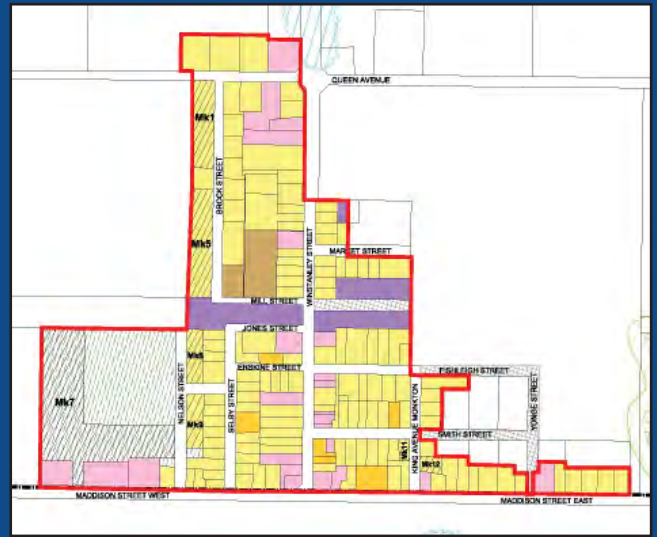 QUEEN AVENUE
Mk1
BROCK STREET
Mk5
WINSTANLEY STREET
MARKET STREET
MILL STREET
JONES STREET
Mk7
NELSON STREET
SELBY STREET
ERSKINE STREET
FISHLEIGH STREET
KING AVENUE MONKTON
YONGE STREET
SMITH STREET
Mk11
Mk12
MADDISON STREET WEST
MADDISON STREET EAST